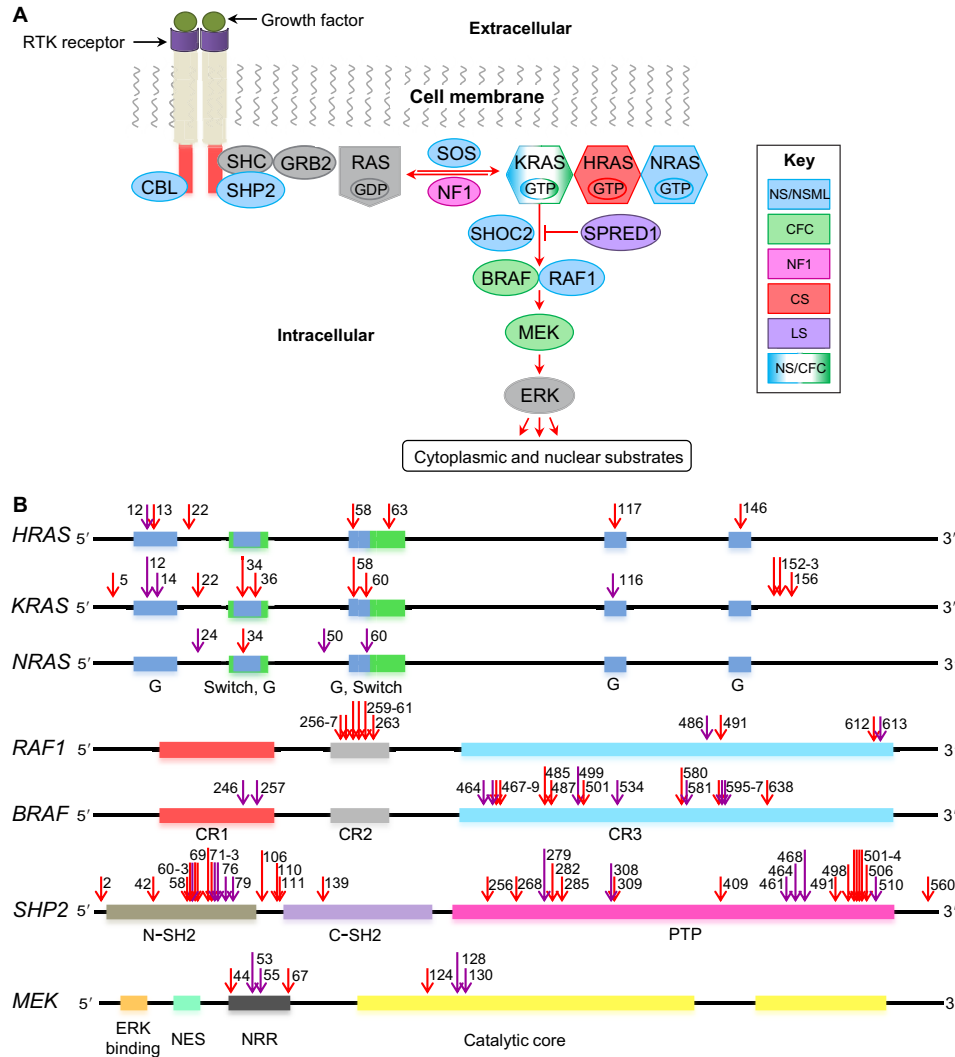 A
Growth factor
RTK receptor
Extracellular
Cell membrane
SHC
GRB2
RAS
GDP
SOS
NF1
KRAS
GTP
HRAS
GTP
NRAS
GTP
CBL
SHP2
SHOC2
SPRED1
BRAF
RAF1
Intracellular
MEK
ERK
Cytoplasmic and nuclear substrates
Key
NS/NSML
CFC
NF1
CS
LS
NS/CFC
B
12 13 22 58 63 117 146
HRAS 5′ 3′
5 12 14 22 34 36 58 60 116 152-3 156
KRAS 5′ 3′
24 34 50 60
NRAS 5′ 3
G Switch, G G, Switch G G
256-7 259-61 263 486 491 612 613
RAF1 5′ 3′
246 257 464 467-9 485 487 499 501 534 580 581 595-7 638
BRAF 5′ 3′
CR1 CR2 CR3
2 42 58 60-3 69 71-3 76 79 106 110 111 139 256 268 279 282 285 308 309 409 461 464 468 491 498 501-4 506 510 560
SHP2 5′ 3′
N-SH2 C-SH2 PTP
44 53 55 67 124 128 130
MEK 5′ 3′
ERK binding NES NRR Catalytic core